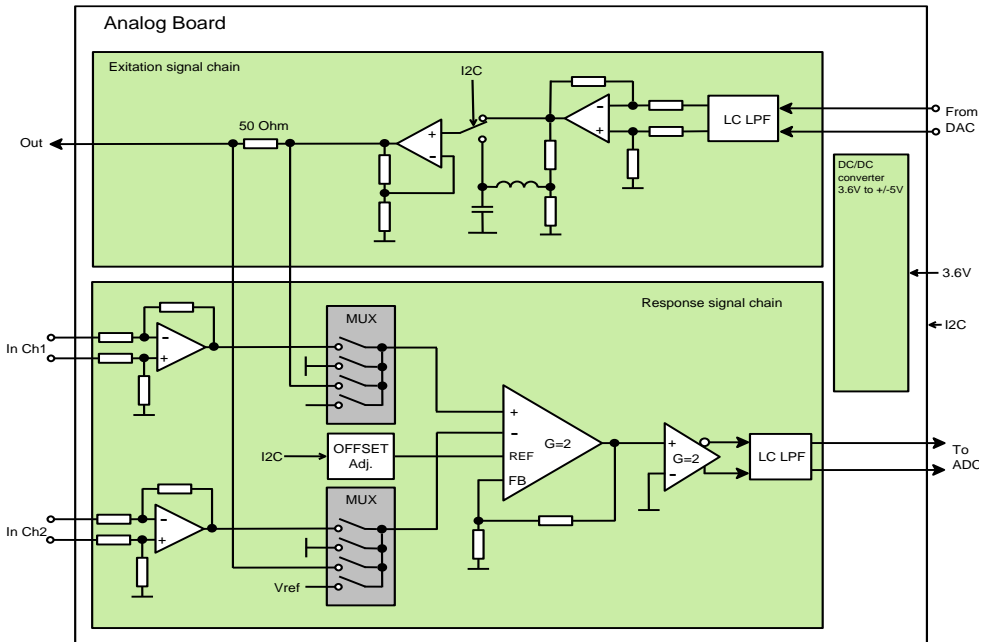 Analog Board
Exitation signal chain
I2C
50 Ohm
Out
LC LPF
From
DAC
DC/DC
converter
3.6V to +/-5V
3.6V
I2C
Response signal chain
MUX
In Ch1
+
-
G=2
REF
FB
OFFSET
Adj.
I2C
+
-
G=2
LC LPF
To
ADC
MUX
In Ch2
Vref